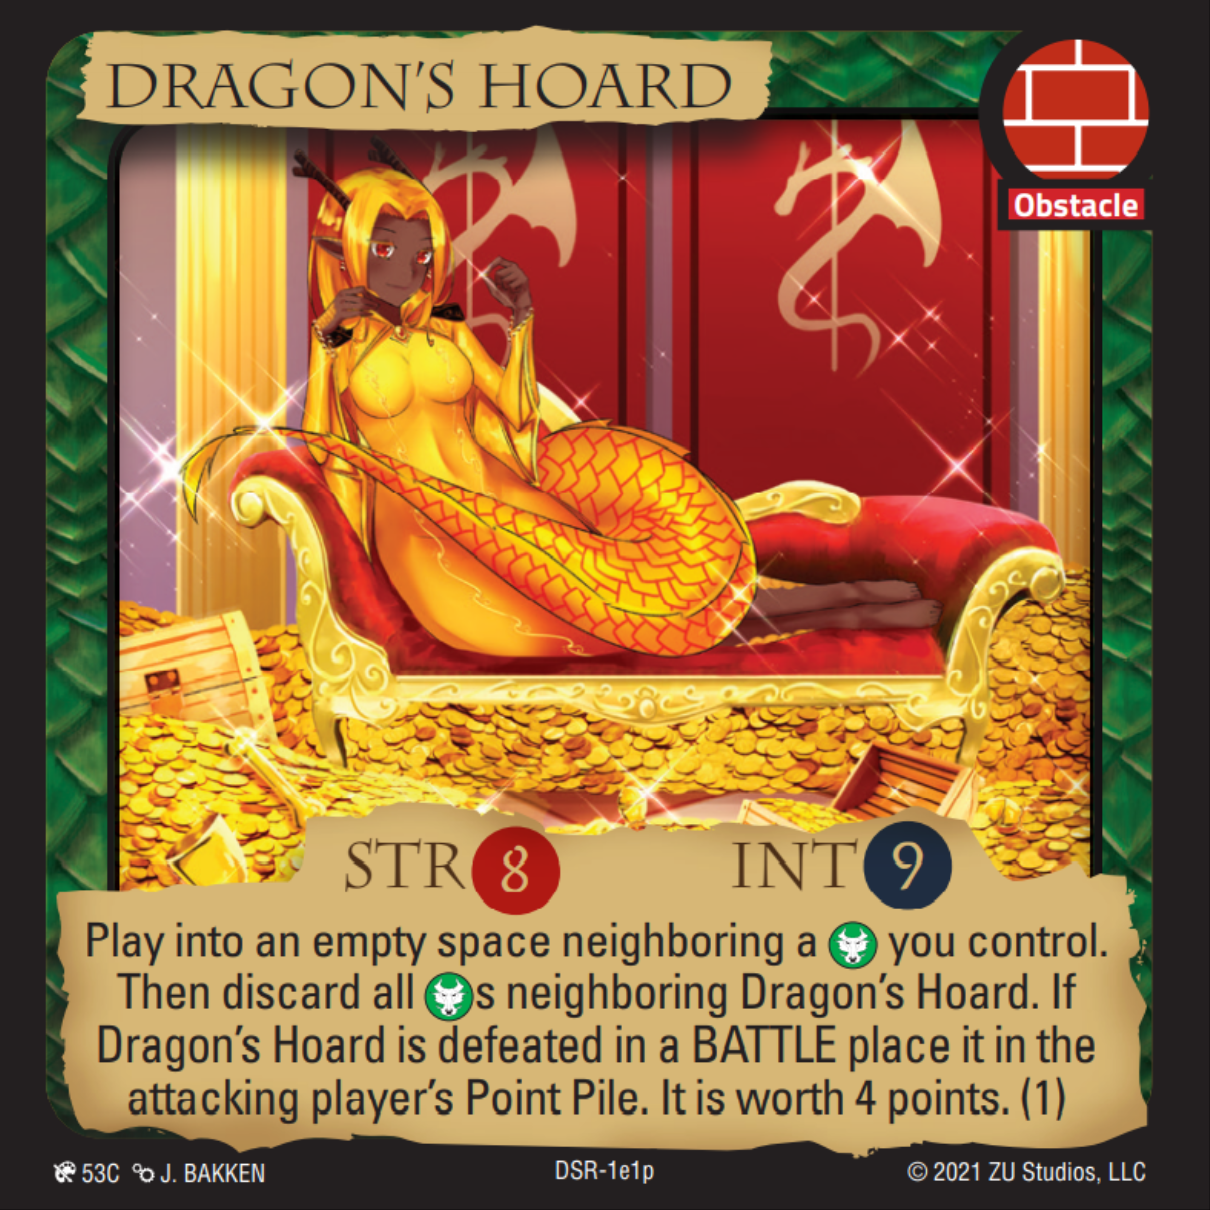 DRAGON'S HOARD
Obstacle
STR 8 INT 9
Play into an empty space neighboring a you control.
Then discard all s neighboring Dragon's Hoard. If
Dragon's Hoard is defeated in a BATTLE place it in the
attacking player's Point Pile. It is worth 4 points. (1)
53C J. BAKKEN DSR-1e1p © 2021 ZU Studios, LLC